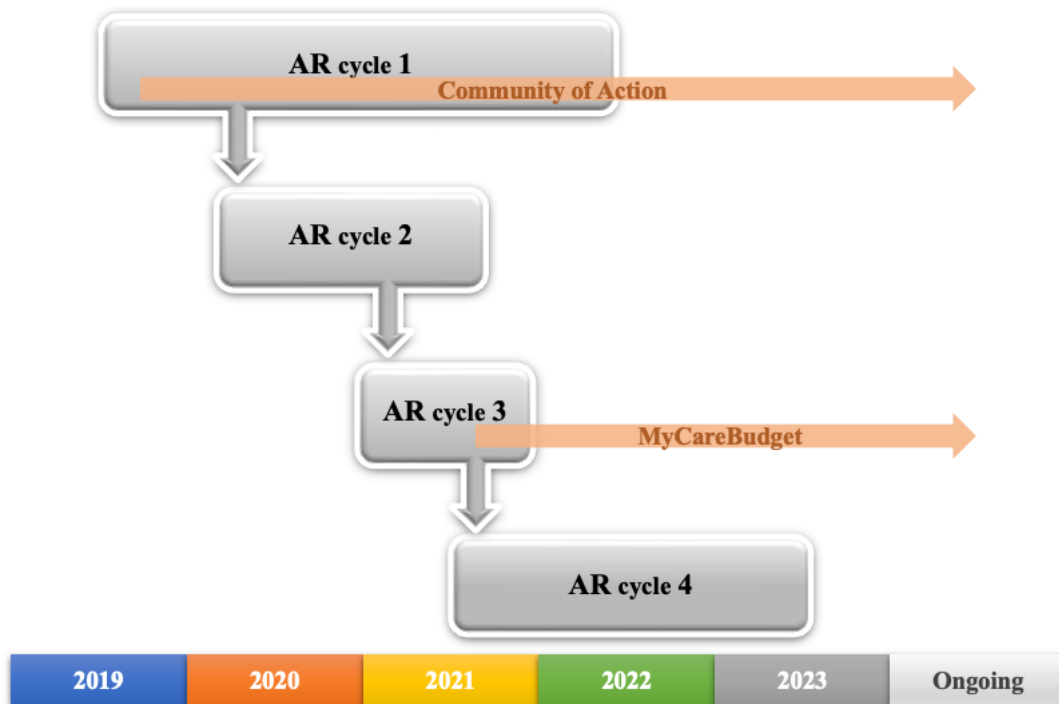 AR cycle 1
Community of Action
AR cycle 2
AR cycle 3
MyCareBudget
AR cycle 4
2019 2020 2021 2022 2023 Ongoing